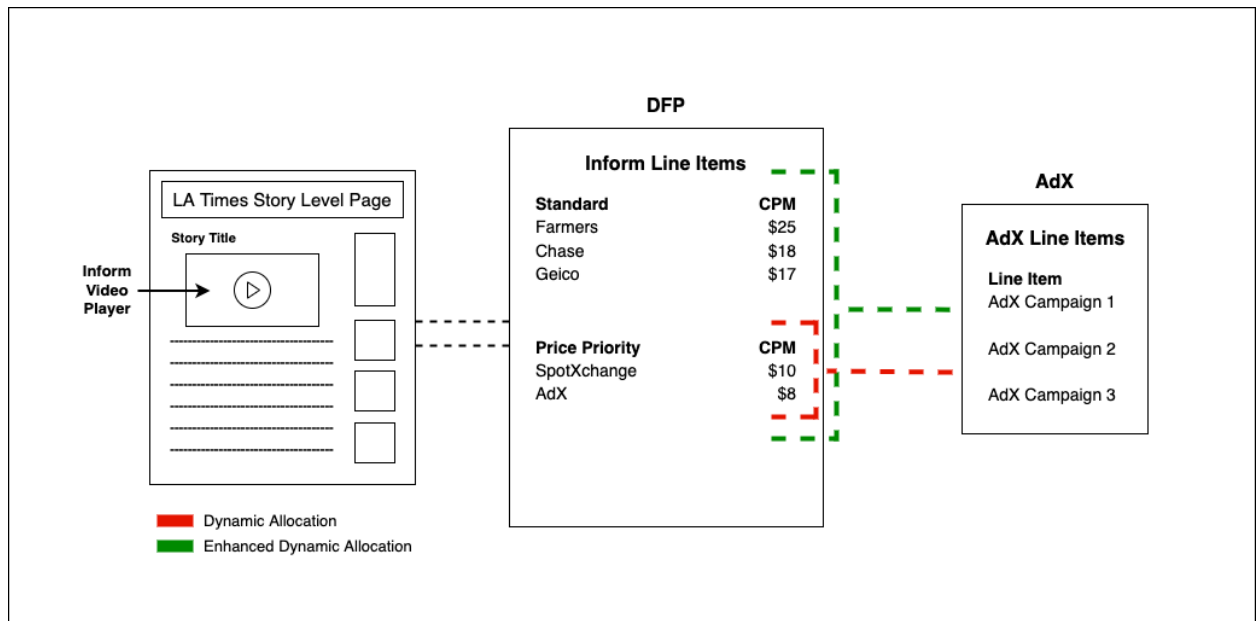 DFP
Inform Line Items
Standard CPM
Farmers $25
Chase $18
Geico $17
Price Priority CPM
SpotXchange $10
AdX $8
LA Times Story Level Page
Story Title
Inform
Video
Player
AdX
AdX Line Items
Line Item
AdX Campaign 1
AdX Campaign 2
AdX Campaign 3
Dynamic Allocation
Enhanced Dynamic Allocation